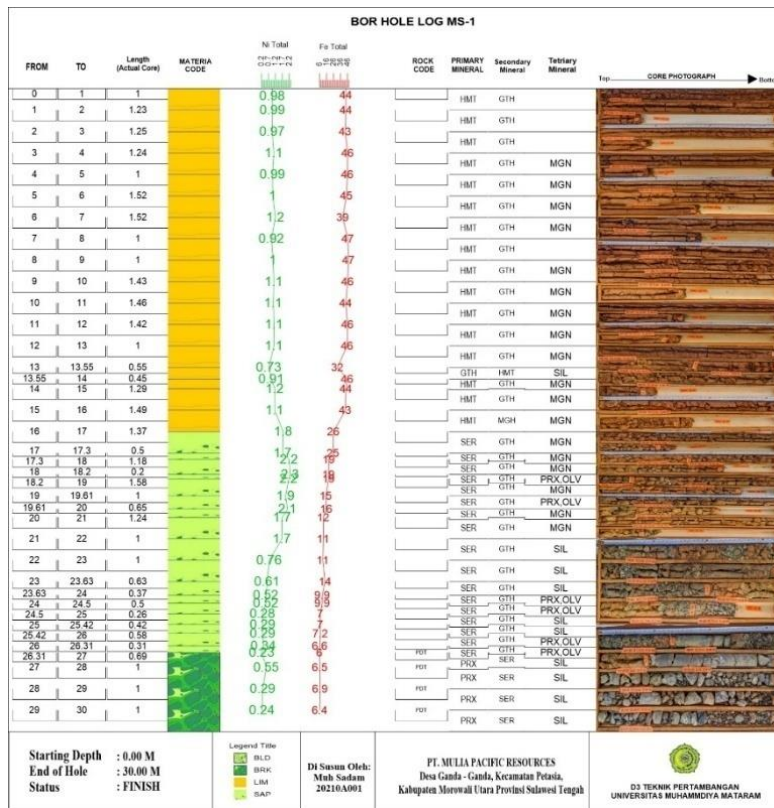 BOR HOLE LOG MS-1
FROM TO Length (Actual Core) MATERIA CODE Ni Total Fe Total ROCK CODE PRIMARY MINERAL Secondary Mineral Tetriary Mineral Top CORE PHOTOGRAPH Bott
0 1 1 0.98 44 HMT GTH
1 2 1.23 0.99 44 HMT GTH
2 3 1.25 0.97 43 HMT GTH
3 4 1.24 1.1 46 HMT GTH MGN
4 5 1 0.99 46 HMT GTH MGN
5 6 1.52 1 45 HMT GTH MGN
6 7 1.52 1.2 39 HMT GTH MGN
7 8 1 0.92 47 HMT GTH MGN
8 9 1 1 47 HMT GTH MGN
9 10 1.43 1.1 46 HMT GTH MGN
10 11 1.46 1.1 44 HMT GTH MGN
11 12 1.42 1.1 46 HMT GTH MGN
12 13 1 1.1 46 HMT GTH MGN
13 13.55 0.55 0.73 32 GTH HMT SIL
13.55 14 0.45 0.91 46 HMT GTH MGN
14 15 1.29 1.2 44 HMT GTH MGN
15 16 1.49 1.1 43 HMT MGH MGN
16 17 1.37 1.8 26 SER GTH MGN
17 17.3 0.5 1.7 25 SER GTH MGN
17.3 18 1.18 2.2 19 SER GTH MGN
18 18.2 0.2 2.3 SER GTH PRX,OLV
18.2 19 1.58 2.2 SER GTH MGN
19 19.61 1 1.9 15 SER GTH PRX,OLV
19.61 20 0.65 2.1 16 SER GTH MGN
20 21 1.24 1.7 12 SER GTH MGN
21 22 1 1.7 11 SER GTH SIL
22 23 1 0.76 11 SER GTH SIL
23 23.63 0.63 0.61 14 SER GTH SIL
23.63 24 0.37 0.52 9.9 SER GTH PRX,OLV
24 24.5 0.5 0.52 9.9 SER GTH PRX,OLV
24.5 25 0.26 0.28 7 SER GTH SIL
25 25.42 0.42 0.29 7 SER GTH SIL
25.42 26 0.58 0.29 7.2 SER GTH PRX,OLV
26 26.31 0.31 0.34 6.6 PDT SER GTH PRX,OLV
26.31 27 0.69 0.23 6 PRX SER SIL
27 28 1 0.55 6.5 PDT PRX SER SIL
28 29 1 0.29 6.9 PDT PRX SER SIL
29 30 1 0.24 6.4 PDT PRX SER SIL
Starting Depth : 0.00 M
End of Hole : 30.00 M
Status : FINISH
Legend Title
BLD
BRK
LIM
SAP
Di Susun Oleh:
Muh Sadam
20210A001
PT. MULIA PACIFIC RESOURCES
Desa Ganda - Ganda, Kecamatan Petasia,
Kabupaten Morowali Utara Provinsi Sulawesi Tengah
D3 TEKNIK PERTAMBANGAN
UNIVERSITAS MUHAMMDIYA MATARAM